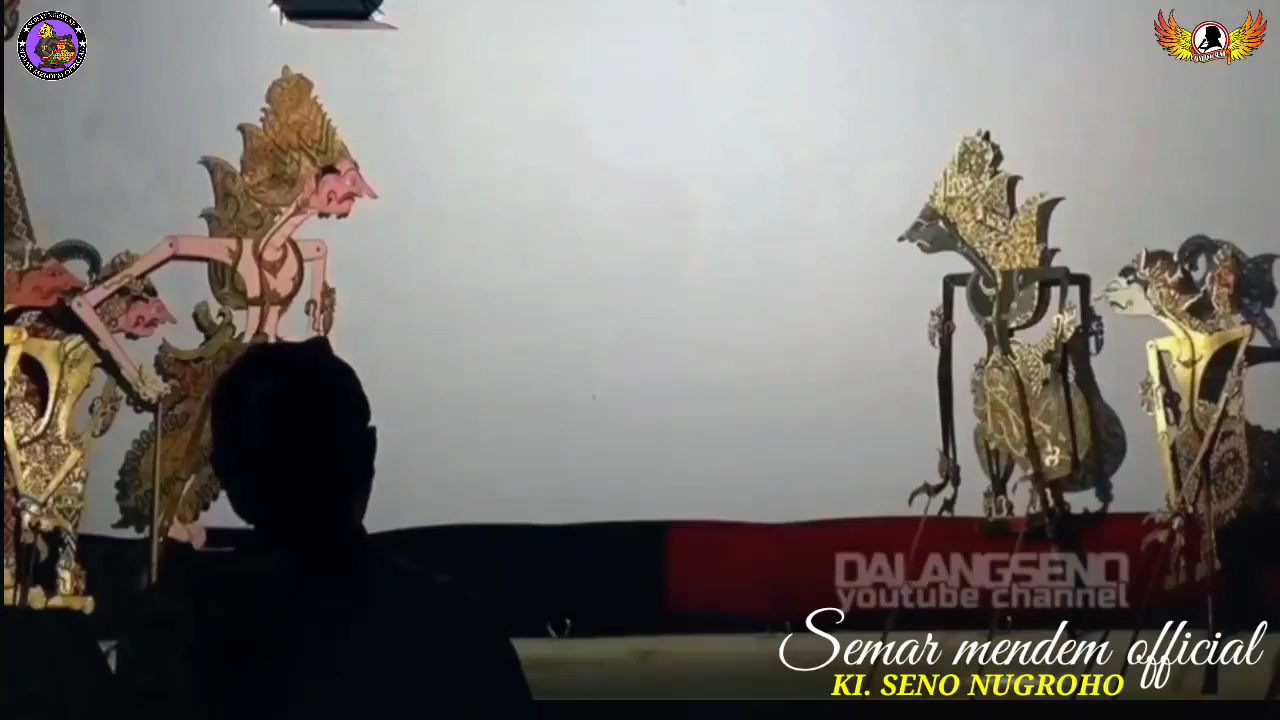 DALANGSENO
youtube channel
Semar mendem official
KI. SENO NUGROHO